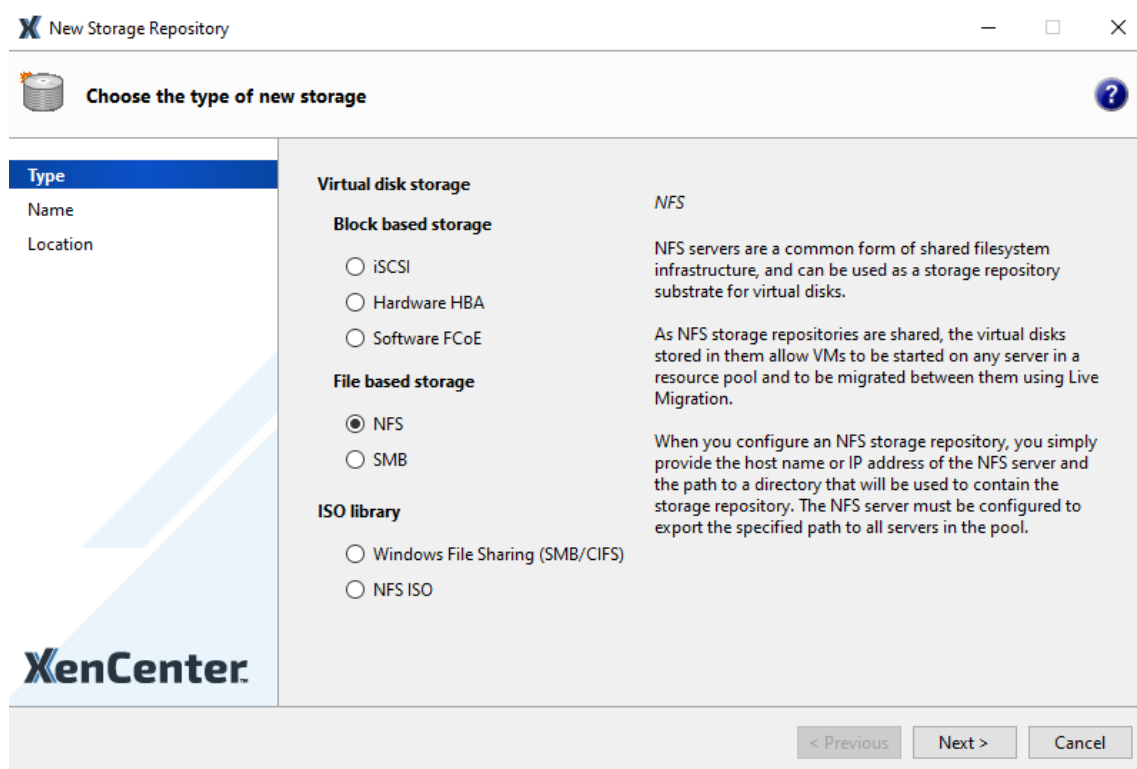 New Storage Repository
Choose the type of new storage
?
Type
Name
Location
Virtual disk storage
Block based storage
iSCSI
Hardware HBA
Software FCoE
File based storage
NFS
SMB
ISO library
Windows File Sharing (SMB/CIFS)
NFS ISO
NFS
NFS servers are a common form of shared filesystem
infrastructure, and can be used as a storage repository
substrate for virtual disks.
As NFS storage repositories are shared, the virtual disks
stored in them allow VMs to be started on any server in a
resource pool and to be migrated between them using Live
Migration.
When you configure an NFS storage repository, you simply
provide the host name or IP address of the NFS server and
the path to a directory that will be used to contain the
storage repository. The NFS server must be configured to
export the specified path to all servers in the pool.
XenCenter
< Previous
Next >
Cancel